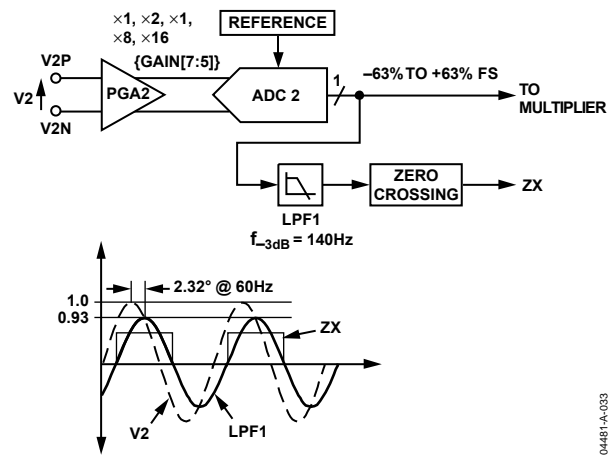 ×1, ×2, ×1,
×8, ×16
REFERENCE
{GAIN[7:5]}
V2P
V2
V2N
PGA2
ADC 2
1
–63% TO +63% FS
TO
MULTIPLIER
LPF1
f–3dB = 140Hz
ZERO
CROSSING
ZX
2.32° @ 60Hz
1.0
0.93
ZX
V2
LPF1
04481-A-033